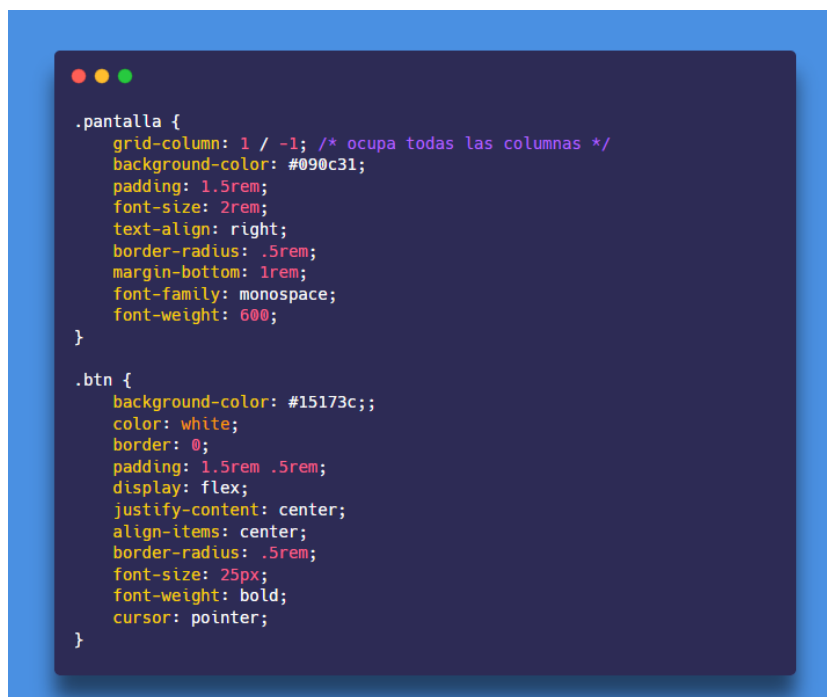 .pantalla {
    grid-column: 1 / -1; /* ocupa todas las columnas */
    background-color: #090c31;
    padding: 1.5rem;
    font-size: 2rem;
    text-align: right;
    border-radius: .5rem;
    margin-bottom: 1rem;
    font-family: monospace;
    font-weight: 600;
}

.btn {
    background-color: #15173c;;
    color: white;
    border: 0;
    padding: 1.5rem .5rem;
    display: flex;
    justify-content: center;
    align-items: center;
    border-radius: .5rem;
    font-size: 25px;
    font-weight: bold;
    cursor: pointer;
}